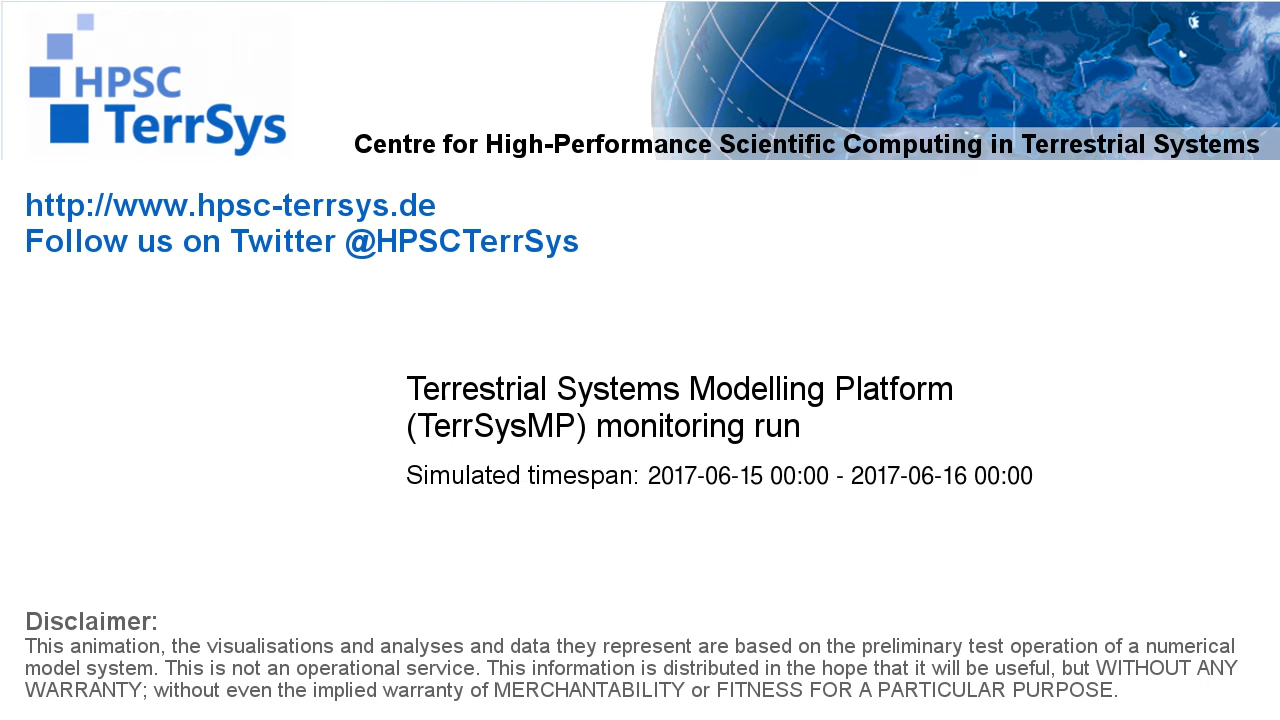 HPSC
TerrSys
Centre for High-Performance Scientific Computing in Terrestrial Systems
http://www.hpsc-terrsys.de
Follow us on Twitter @HPSCTerrSys
Terrestrial Systems Modelling Platform
(TerrSysMP) monitoring run
Simulated timespan: 2017-06-15 00:00 - 2017-06-16 00:00
Disclaimer:
This animation, the visualisations and analyses and data they represent are based on the preliminary test operation of a numerical
model system. This is not an operational service. This information is distributed in the hope that it will be useful, but WITHOUT ANY
WARRANTY; without even the implied warranty of MERCHANTABILITY or FITNESS FOR A PARTICULAR PURPOSE.